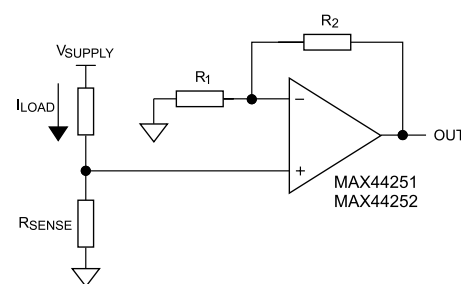 R2
VSUPPLY
R1
ILOAD
−
OUT
+
MAX44251
MAX44252
RSENSE